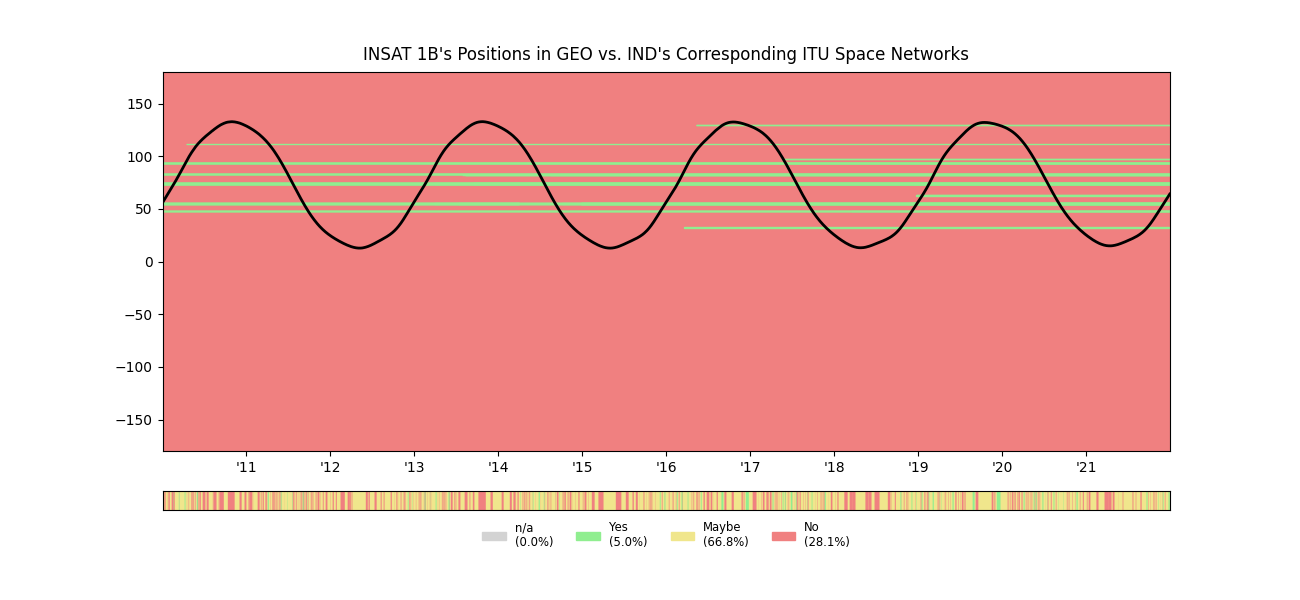 INSAT 1B's Positions in GEO vs. IND's Corresponding ITU Space Networks
150
100
50
0
−50
−100
−150
'11 '12 '13 '14 '15 '16 '17 '18 '19 '20 '21
n/a Yes Maybe No
(0.0%) (5.0%) (66.8%) (28.1%)